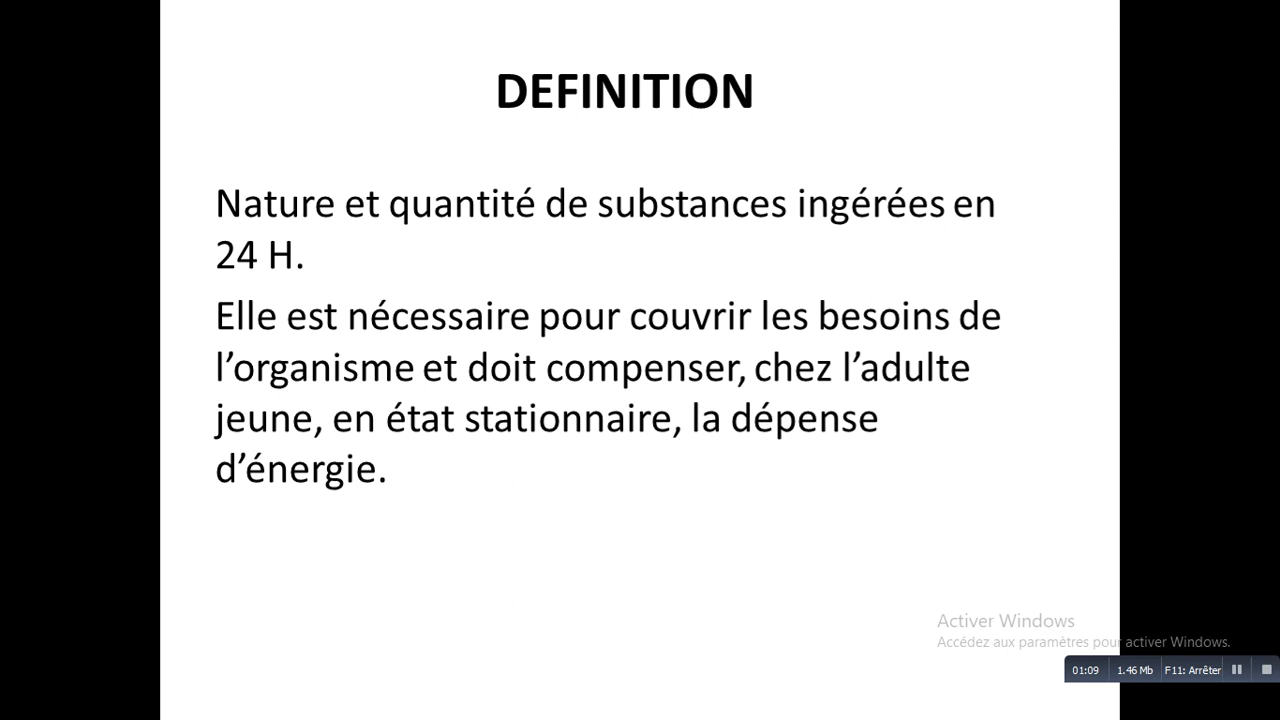 DEFINITION
Nature et quantité de substances ingérées en
24 H.
Elle est nécessaire pour couvrir les besoins de
l’organisme et doit compenser, chez l’adulte
jeune, en état stationnaire, la dépense
d’énergie.
Activer Windows
Accédez aux paramètres pour activer Windows.
01:09 1.46 Mb F11: Arrêter